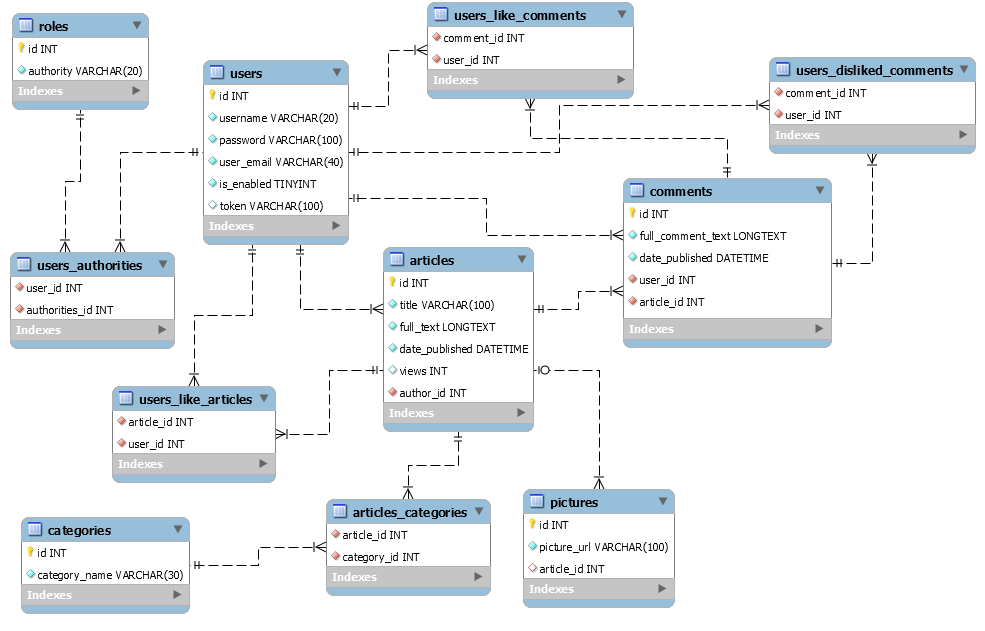 roles
id INT
authority VARCHAR(20)
Indexes
users
id INT
username VARCHAR(20)
password VARCHAR(100)
user_email VARCHAR(40)
is_enabled TINYINT
token VARCHAR(100)
Indexes
users_like_comments
comment_id INT
user_id INT
Indexes
users_disliked_comments
comment_id INT
user_id INT
Indexes
comments
id INT
full_comment_text LONGTEXT
date_published DATETIME
user_id INT
article_id INT
Indexes
users_authorities
user_id INT
authorities_id INT
Indexes
articles
id INT
title VARCHAR(100)
full_text LONGTEXT
date_published DATETIME
views INT
author_id INT
Indexes
users_like_articles
article_id INT
user_id INT
Indexes
categories
id INT
category_name VARCHAR(30)
Indexes
articles_categories
article_id INT
category_id INT
Indexes
pictures
id INT
picture_url VARCHAR(100)
article_id INT
Indexes